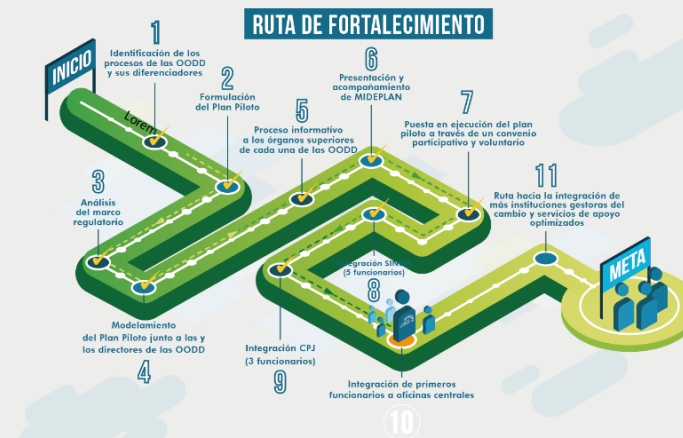 RUTA DE FORTALECIMIENTO
INICIO
Lorem
1
Identificación de los
procesos de las OODD
y sus diferenciadores
2
Formulación
del Plan Piloto
3
Análisis
del marco
regulatorio
Modelamiento
del Plan Piloto junto a las y
los directores de las OODD
4
5
Proceso informativo
a los órganos superiores
de cada una de las OODD
6
Presentación y
acompañamiento
de MIDEPLAN
7
Puesta en ejecución del plan
piloto a través de un convenio
participativo y voluntario
Integración
(5 funcionarios)
8
Integración CPJ
(3 funcionarios)
9
Integración de primeros
funcionarios a oficinas centrales
10
11
Ruta hacia la integración de
más instituciones gestoras del
cambio y servicios de apoyo
optimizados
META